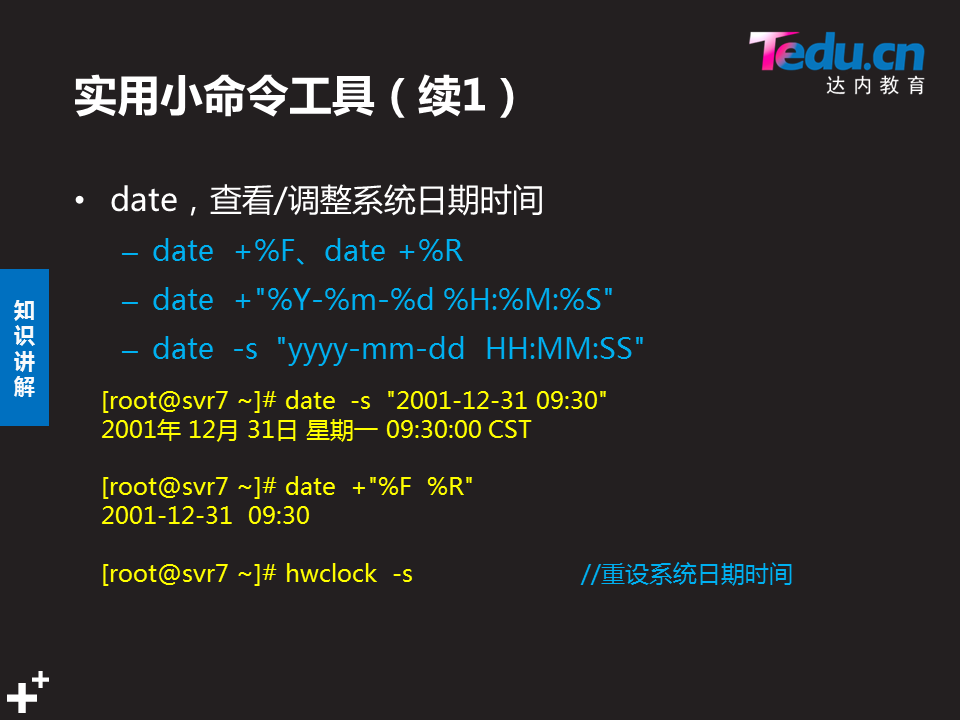 Tedu.cn
达内教育
实用小命令工具（续1）
• date，查看/调整系统日期时间
– date +%F、date +%R
– date +"%Y-%m-%d %H:%M:%S"
– date -s "yyyy-mm-dd HH:MM:SS"
知识讲解
[root@svr7 ~]# date -s "2001-12-31 09:30"
2001年 12月 31日 星期一 09:30:00 CST
[root@svr7 ~]# date +"%F %R"
2001-12-31 09:30
[root@svr7 ~]# hwclock -s //重设系统日期时间